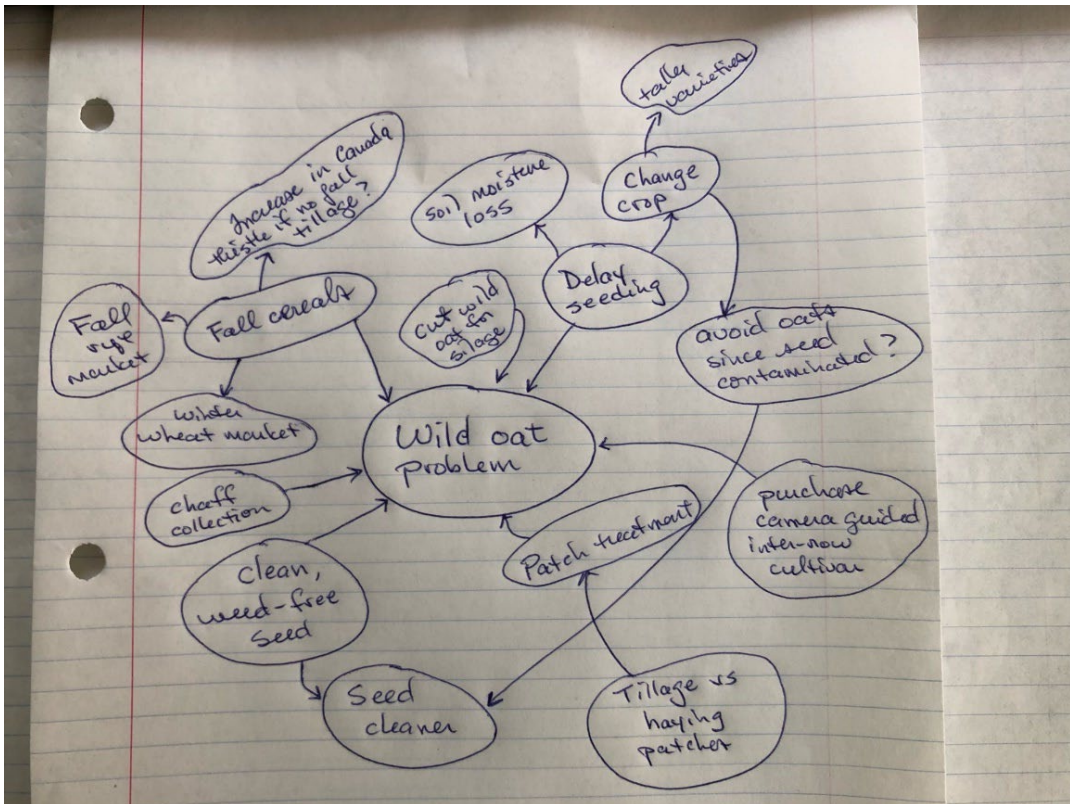 taller
varieties
Increase in Canada
thistle if no fall
tillage?
soil moisture
loss
Change
crop
Delay
seeding
Fall cereals
Fall
rye
market
cut wild
oat for
silage
avoid oats
since seed
contaminated?
winter
wheat market
Wild oat
problem
chaff
collection
purchase
camera guided
inter-row
cultivar
Patch treatment
Clean,
weed-free
seed
Seed
cleaner
Tillage vs
haying
patches